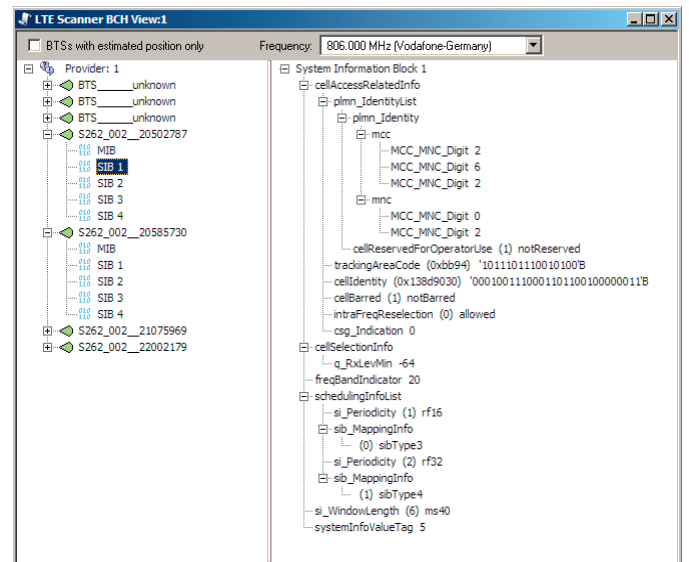 LTE Scanner BCH View:1
BTSs with estimated position only
Frequency: 806.000 MHz (Vodafone-Germany)
Provider: 1
BTS______unknown
BTS______unknown
BTS______unknown
S262_002__20502787
MIB
SIB 1
SIB 2
SIB 3
SIB 4
S262_002__20585730
MIB
SIB 1
SIB 2
SIB 3
SIB 4
S262_002__21075969
S262_002__22002179
System Information Block 1
cellAccessRelatedInfo
plmn_IdentityList
plmn_Identity
mcc
MCC_MNC_Digit 2
MCC_MNC_Digit 6
MCC_MNC_Digit 2
mnc
MCC_MNC_Digit 0
MCC_MNC_Digit 2
cellReservedForOperatorUse (1) notReserved
trackingAreaCode (0xbb94) '1011101110010100'B
cellIdentity (0x138d9030) '0001001110001101100100000011'B
cellBarred (1) notBarred
intraFreqReselection (0) allowed
csg_Indication 0
cellSelectionInfo
q_RxLevMin -64
freqBandIndicator 20
schedulingInfoList
si_Periodicity (1) rf16
sib_MappingInfo
(0) sibType3
si_Periodicity (2) rf32
sib_MappingInfo
(1) sibType4
si_WindowLength (6) ms40
systemInfoValueTag 5